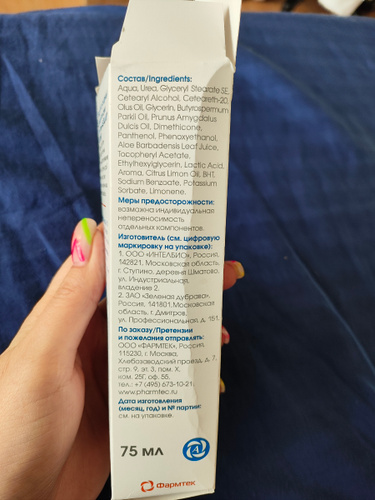 Состав/Ingredients:
Aqua, Urea, Glyceryl Stearate SE,
Cetearyl Alcohol, Ceteareth-20,
Olus Oil, Glycerin, Butyrospermum
Parkii Oil, Prunus Amygdalus
Dulcis Oil, Dimethicone,
Panthenol, Phenoxyethanol,
Aloe Barbadensis Leaf Juice,
Tocopheryl Acetate,
Ethylhexylglycerin, Lactic Acid,
Aroma, Citrus Limon Oil, BHT,
Sodium Benzoate, Potassium
Sorbate, Limonene.
Меры предосторожности:
возможна индивидуальная
непереносимость
отдельных компонентов.
Изготовитель (см. цифровую
маркировку на упаковке):
1. ООО «ИНТЕЛБИО», Россия,
142821, Московская область,
г. Ступино, деревня Шматово,
ул. Индустриальная,
владение 2.
2. ЗАО «Зеленая дубрава»,
Россия, 141801, Московская
область, г. Дмитров,
ул. Профессиональная, д. 151.
По заказу/Претензии
и пожелания отправлять:
ООО «ФАРМТЕК», Россия,
115230, г. Москва,
Хлебозаводский проезд, д. 7,
стр. 9, эт. 3, пом. X,
ком. 25Г, оф. 55,
тел.: +7 (495) 673-10-21,
www.pharmtec.ru
Дата изготовления
(месяц, год) и № партии:
см. на упаковке.
75 МЛ
Фармтек